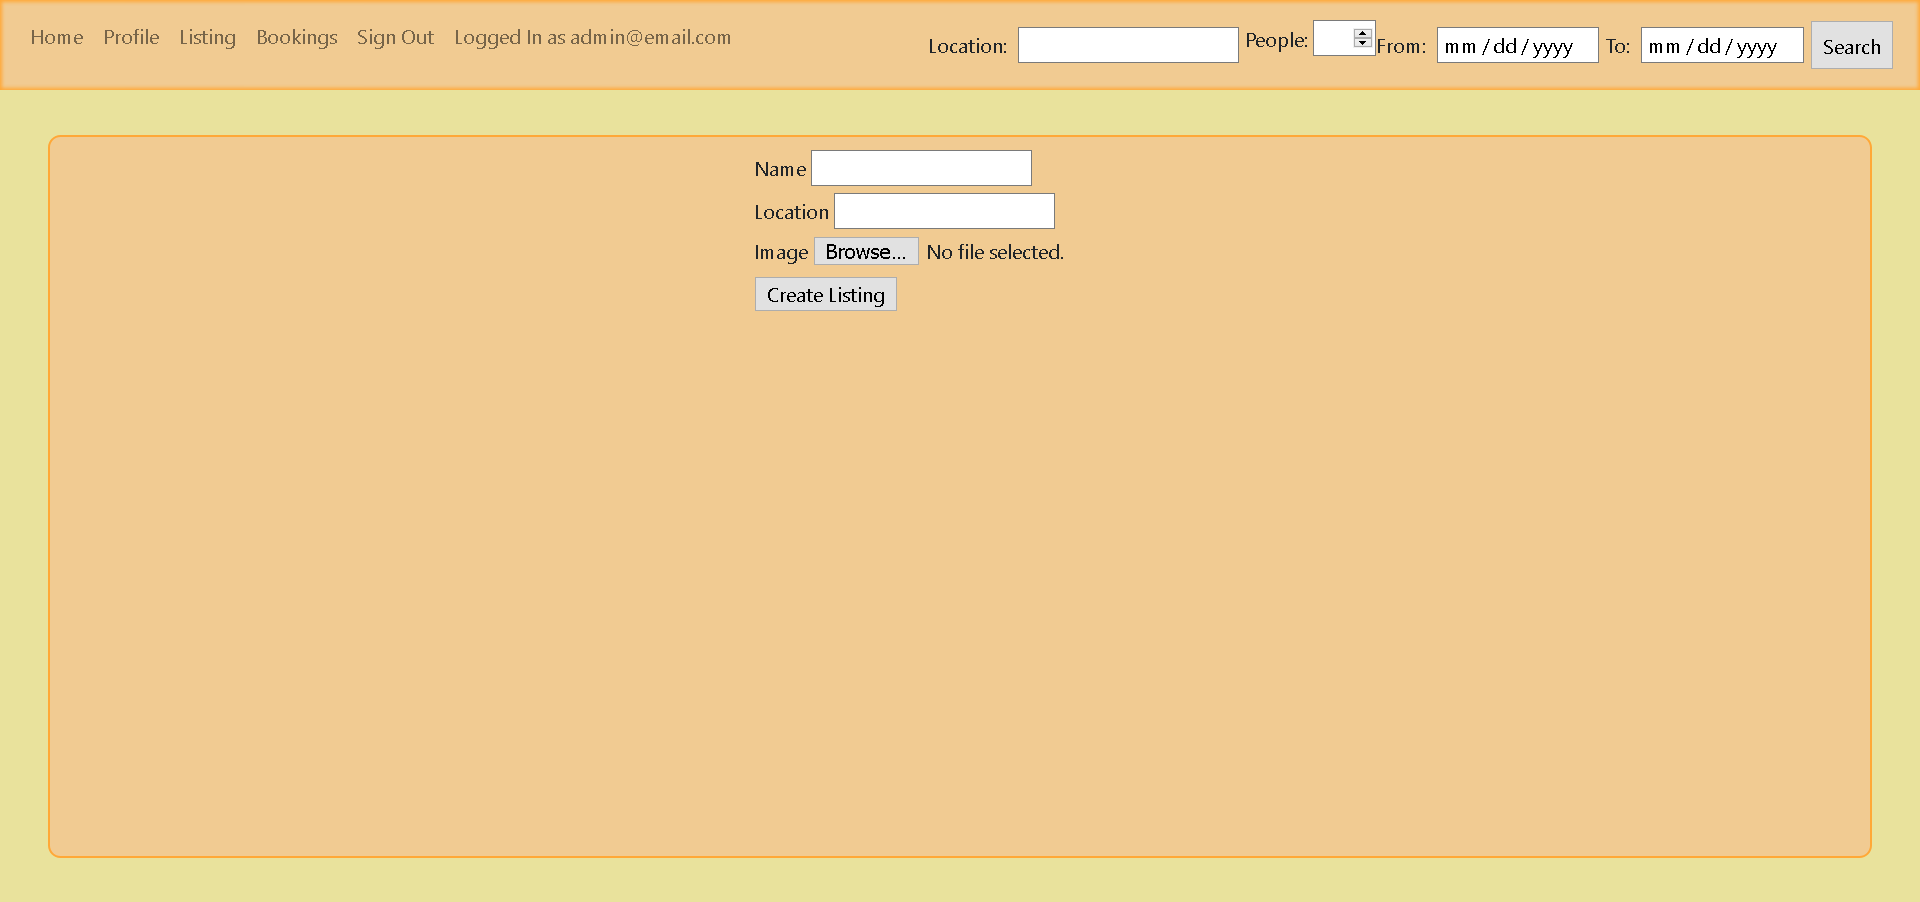 Home Profile Listing Bookings Sign Out Logged In as admin@email.com Location: People: From: mm/dd/yyyy To: mm/dd/yyyy Search
Name
Location
Image Browse... No file selected.
Create Listing